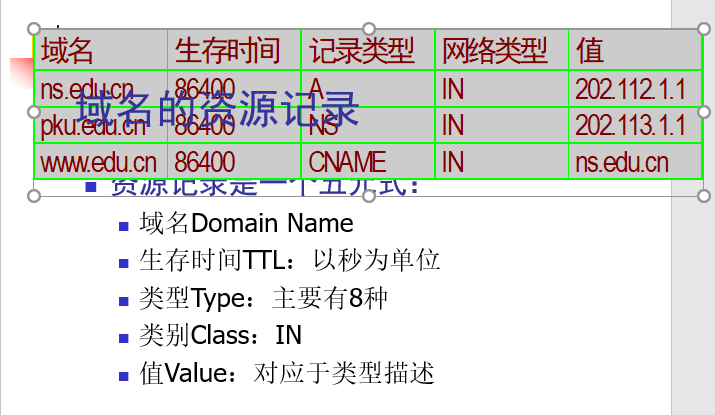 域名 生存时间 记录类型 网络类型 值
ns.edu.cn 86400 A IN 202.112.1.1
域名的资源记录
pku.edu.cn 86400 NS IN 202.113.1.1
www.edu.cn 86400 CNAME IN ns.edu.cn
资源记录是一个五元式：
域名Domain Name
生存时间TTL：以秒为单位
类型Type：主要有8种
类别Class：IN
值Value：对应于类型描述